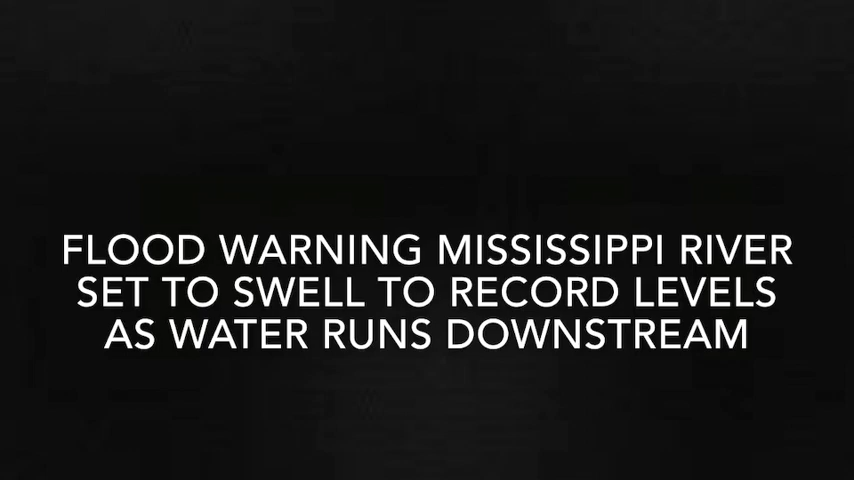 FLOOD WARNING MISSISSIPPI RIVER
SET TO SWELL TO RECORD LEVELS
AS WATER RUNS DOWNSTREAM